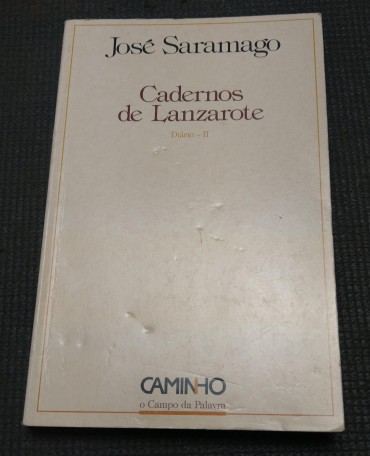 José Saramago
Cadernos
de Lanzarote
Diário – II
CAMINHO
o Campo da Palavra